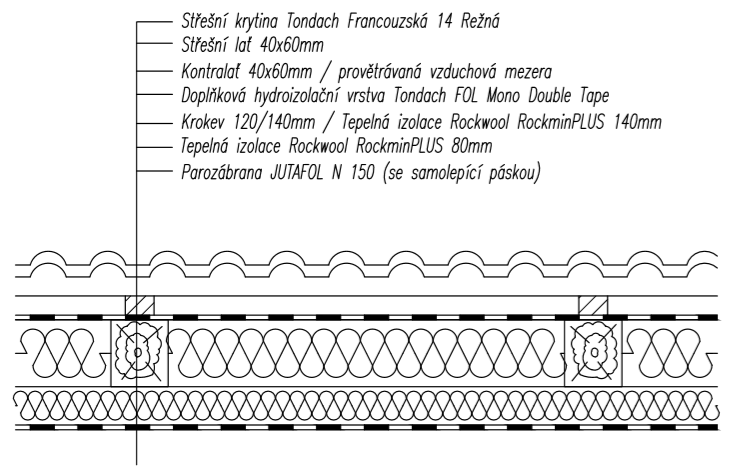 Střešní krytina Tondach Francouzská 14 Režná
Střešní lať 40x60mm
Kontralať 40x60mm / provětrávaná vzduchová mezera
Doplňková hydroizolační vrstva Tondach FOL Mono Double Tape
Krokev 120/140mm / Tepelná izolace Rockwool RockminPLUS 140mm
Tepelná izolace Rockwool RockminPLUS 80mm
Parozábrana JUTAFOL N 150 (se samolepící páskou)